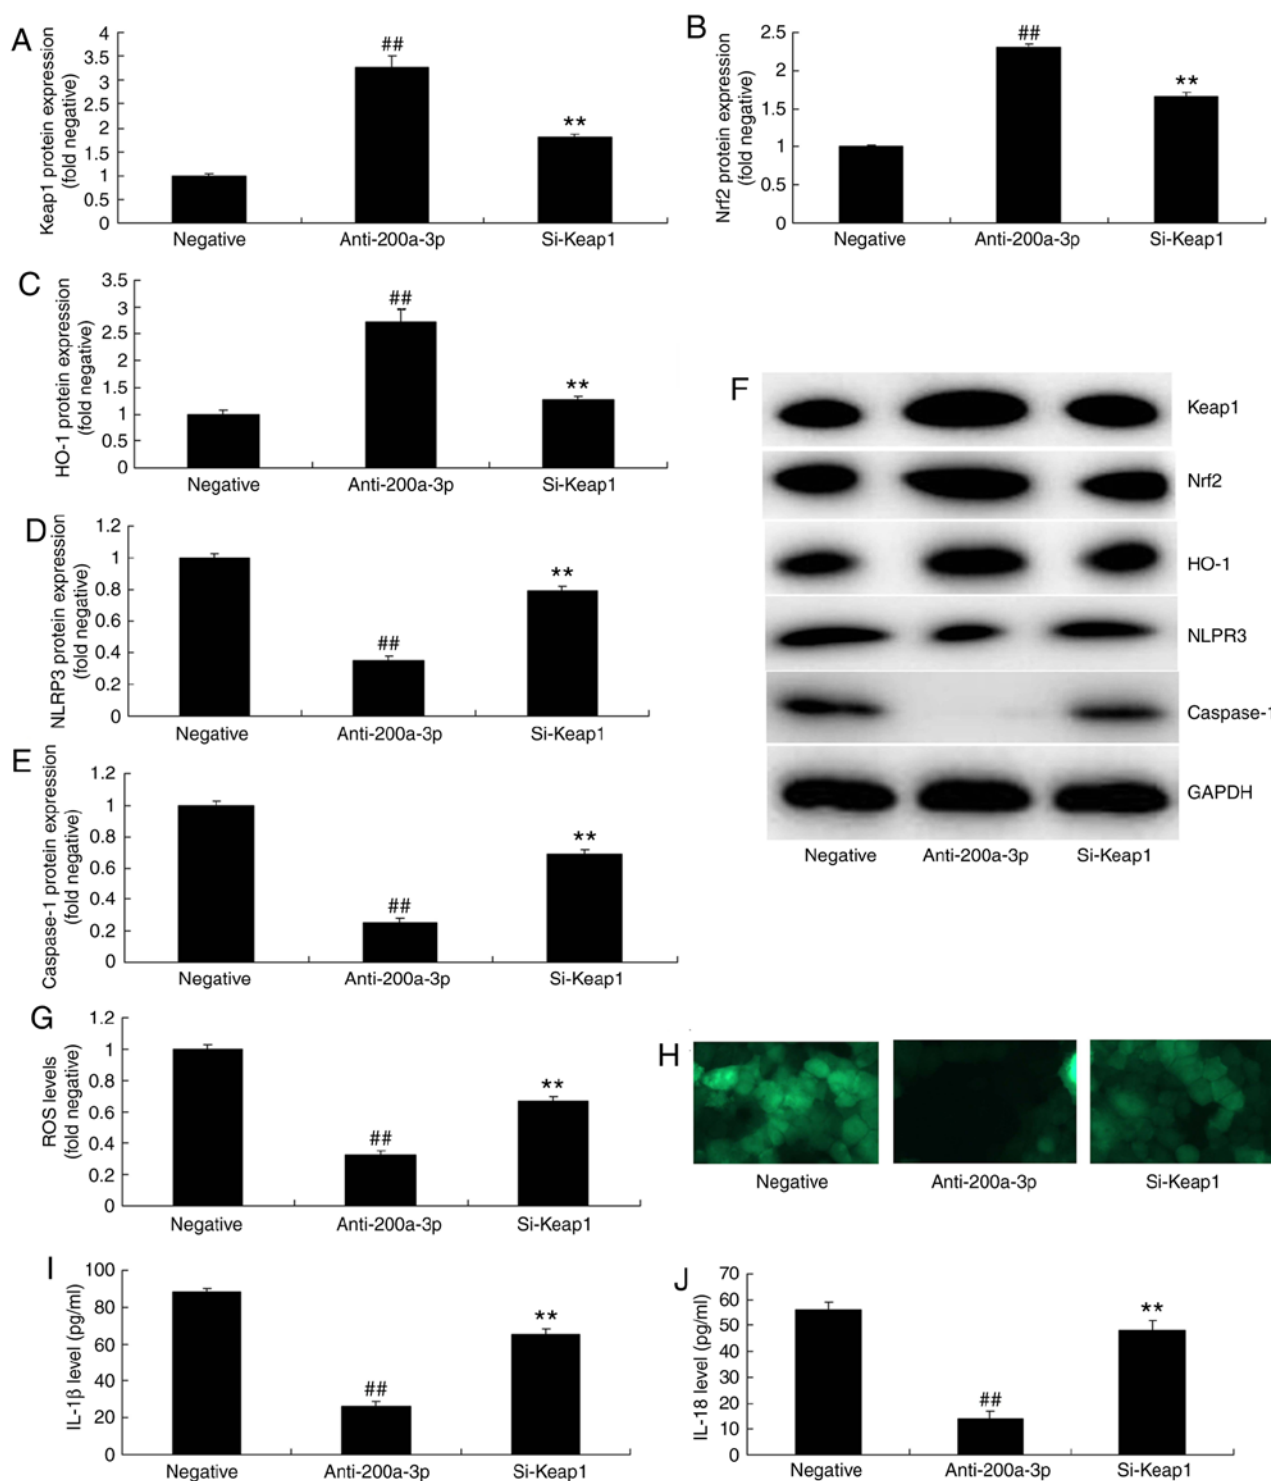 A
Keap1 protein expression
(fold negative)
4
3.5
3
2.5
2
1.5
1
0.5
0
##
**
Negative Anti-200a-3p Si-Keap1
B
Nrf2 protein expression
(fold negative)
2.5
2
1.5
1
0.5
0
##
**
Negative Anti-200a-3p Si-Keap1
C
HO-1 protein expression
(fold negative)
3.5
3
2.5
2
1.5
1
0.5
0
##
**
Negative Anti-200a-3p Si-Keap1
D
NLRP3 protein expression
(fold negative)
1.2
1
0.8
0.6
0.4
0.2
0
##
**
Negative Anti-200a-3p Si-Keap1
E
Caspase-1 protein expression
(fold negative)
1.2
1
0.8
0.6
0.4
0.2
0
##
**
Negative Anti-200a-3p Si-Keap1
F
Keap1
Nrf2
HO-1
NLPR3
Caspase-1
GAPDH
Negative Anti-200a-3p Si-Keap1
G
ROS levels
(fold negative)
1.2
1
0.8
0.6
0.4
0.2
0
##
**
Negative Anti-200a-3p Si-Keap1
H
Negative Anti-200a-3p Si-Keap1
I
IL-1β level (pg/ml)
100
80
60
40
20
0
##
**
Negative Anti-200a-3p Si-Keap1
J
IL-18 level (pg/ml)
70
60
50
40
30
20
10
0
##
**
Negative Anti-200a-3p Si-Keap1